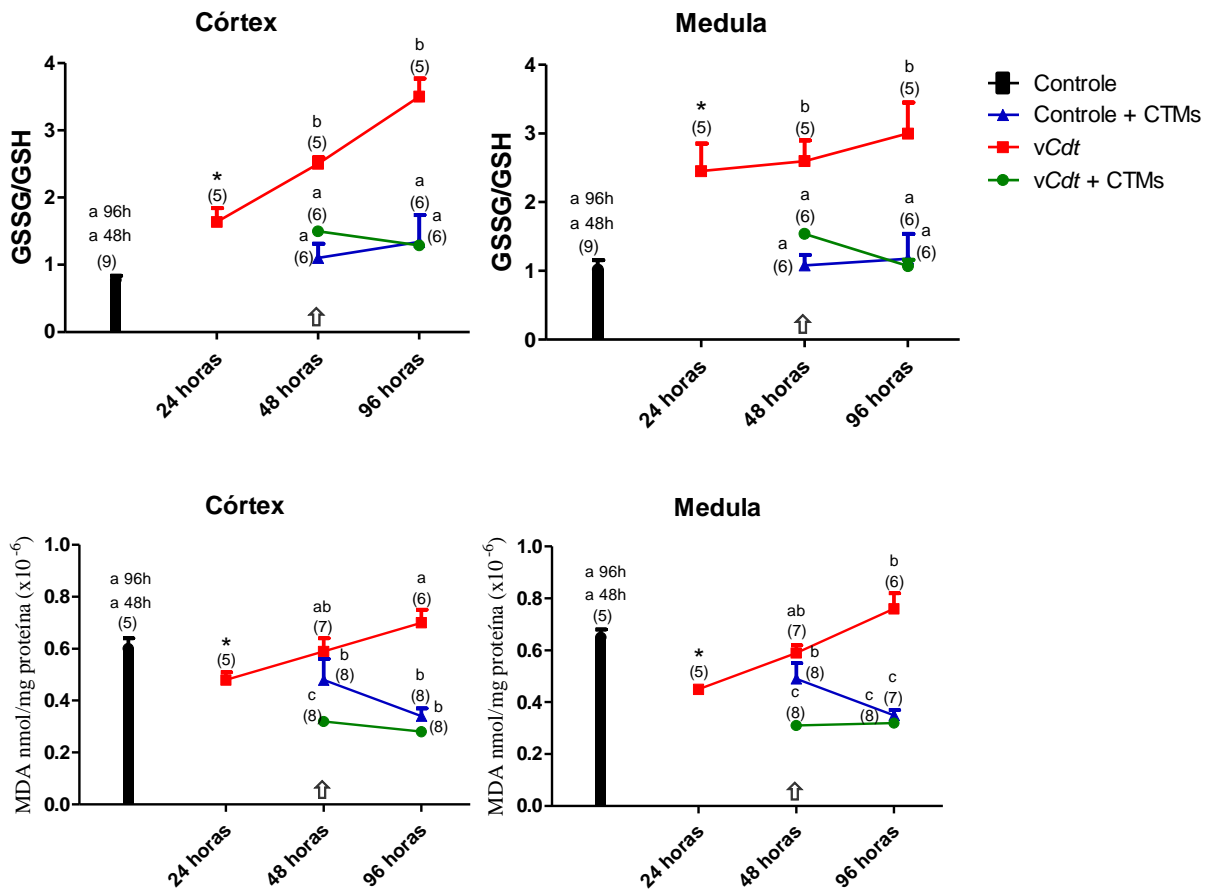 Córtex
GSSG/GSH
4
3
2
1
0
a 96h
a 48h
(9)
*
(5)
b
(5)
b
(5)
a
(6)
a
(6)
a
(6)
a
(6)
24 horas
48 horas
96 horas
Medula
GSSG/GSH
4
3
2
1
0
a 96h
a 48h
(9)
*
(5)
b
(5)
b
(5)
a
(6)
a
(6)
a
(6)
a
(6)
24 horas
48 horas
96 horas
Controle
Controle + CTMs
vCdt
vCdt + CTMs
Córtex
MDA nmol/mg proteína (x10⁻⁶)
1.0
0.8
0.6
0.4
0.2
0.0
a 96h
a 48h
(5)
*
(5)
ab
(7)
a
(6)
b
(8)
c
(8)
b
(8)
b
(8)
24 horas
48 horas
96 horas
Medula
MDA nmol/mg proteína (x10⁻⁶)
1.0
0.8
0.6
0.4
0.2
0.0
a 96h
a 48h
(5)
*
(5)
ab
(7)
b
(6)
b
(8)
c
(8)
c
(8)
c
(7)
24 horas
48 horas
96 horas